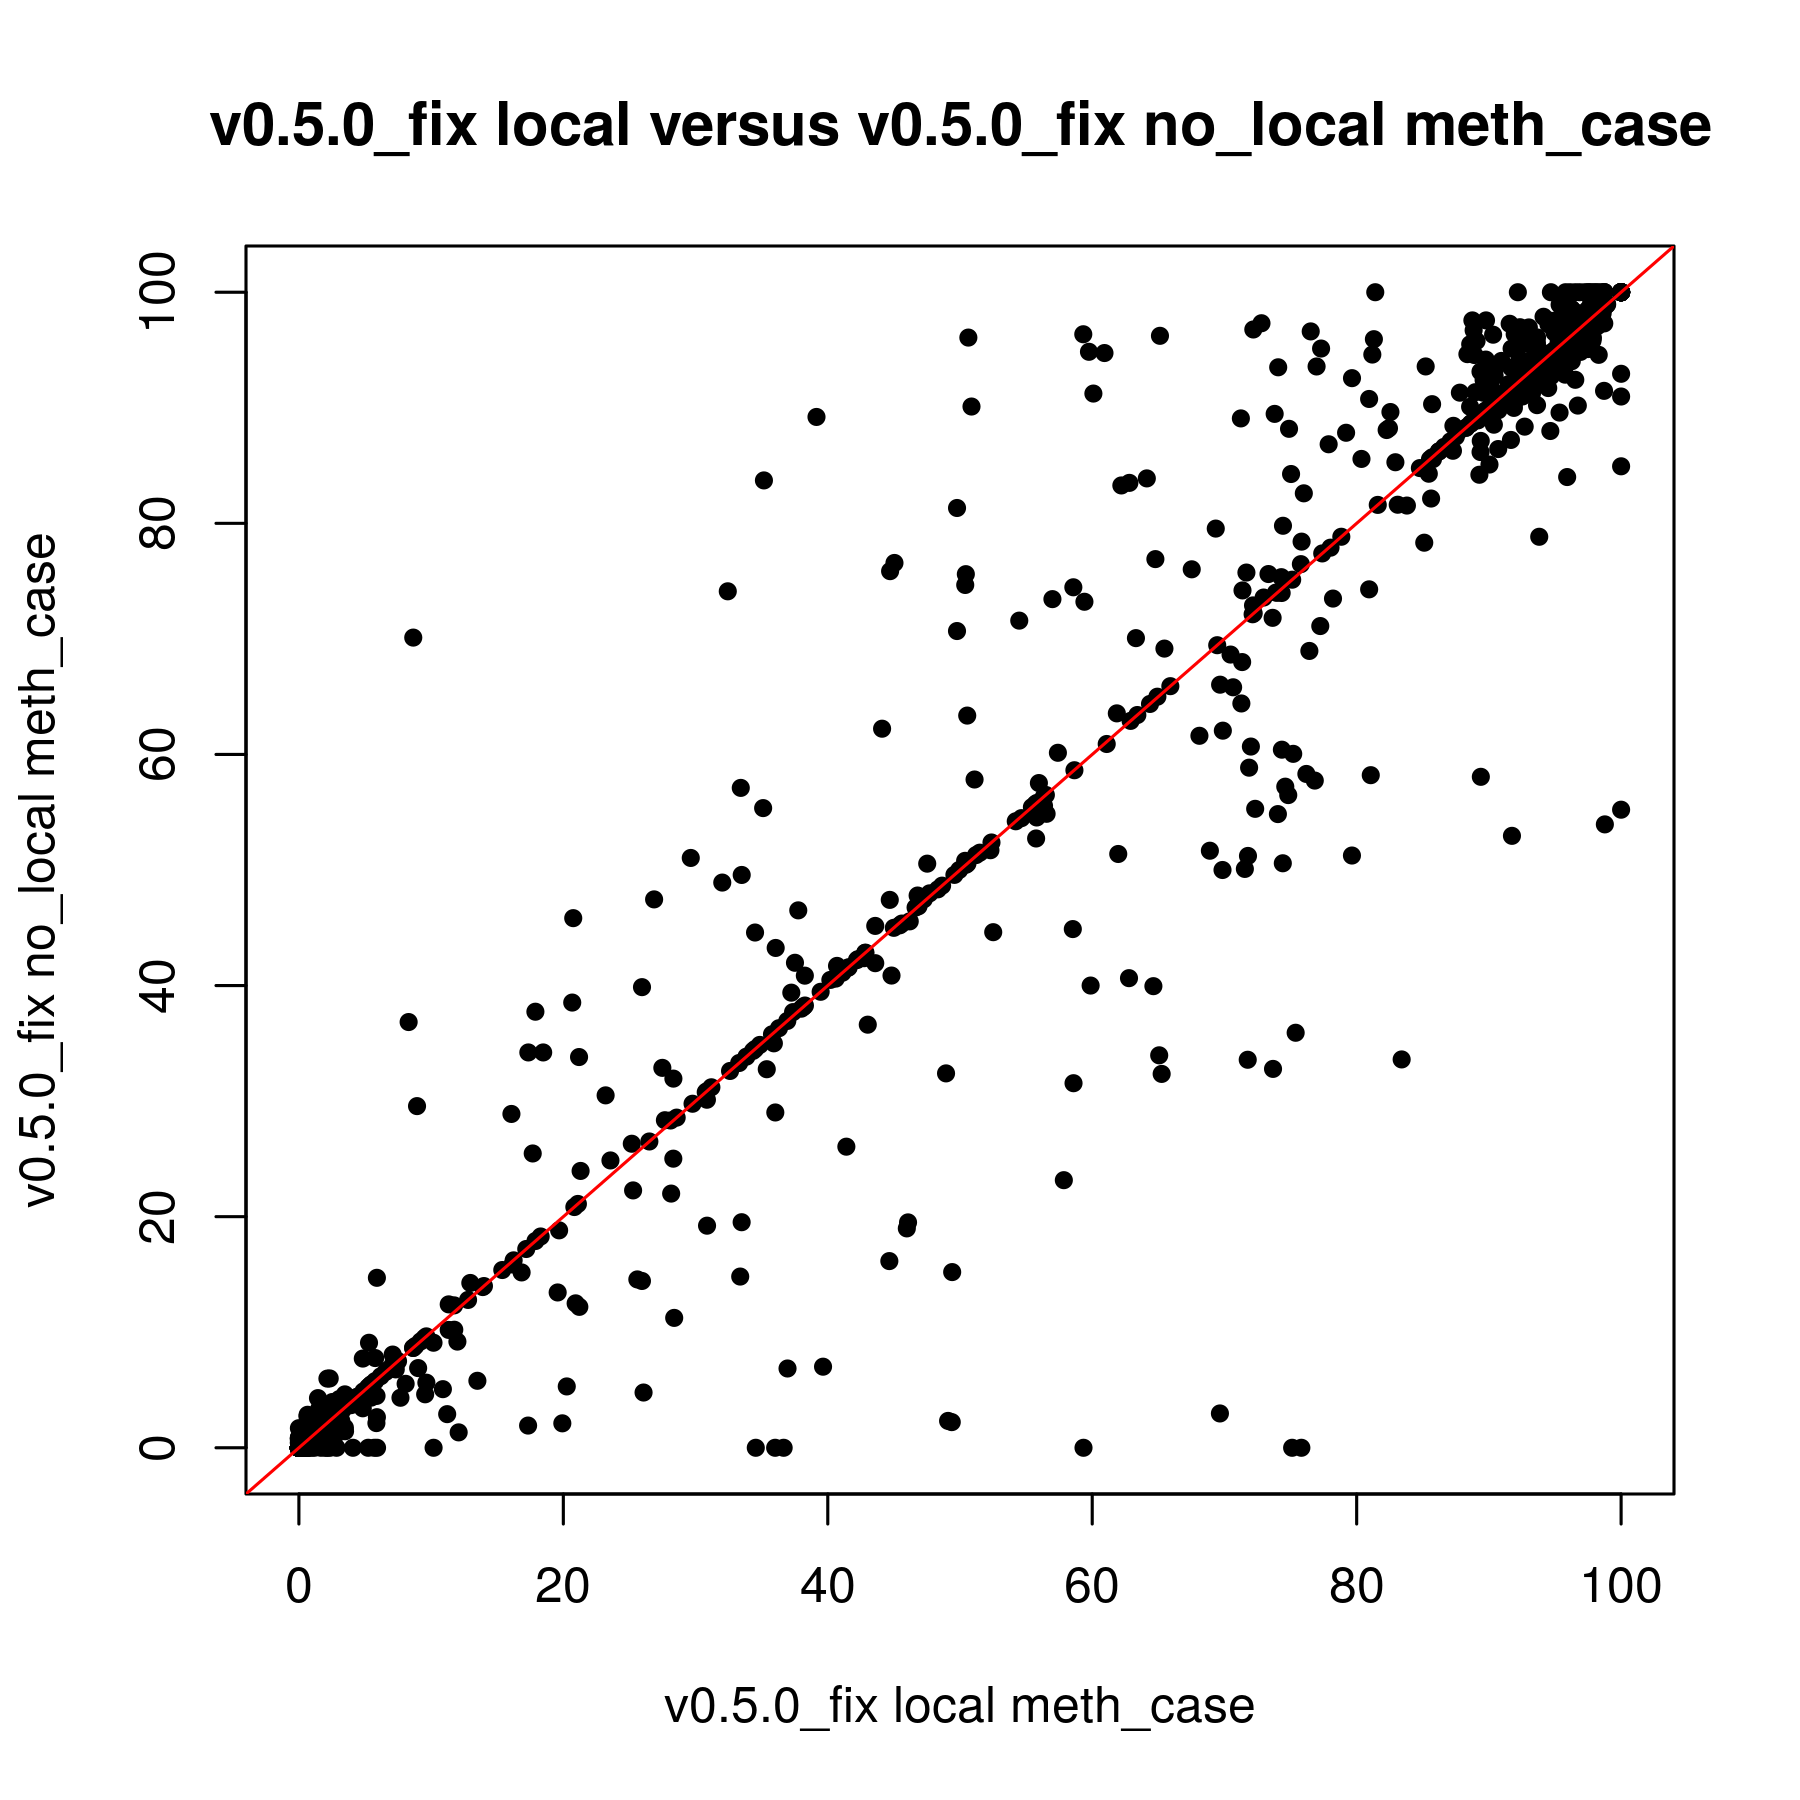 v0.5.0_fix local versus v0.5.0_fix no_local meth_case
v0.5.0_fix no_local meth_case
100
80
60
40
20
0
0 20 40 60 80 100
v0.5.0_fix local meth_case